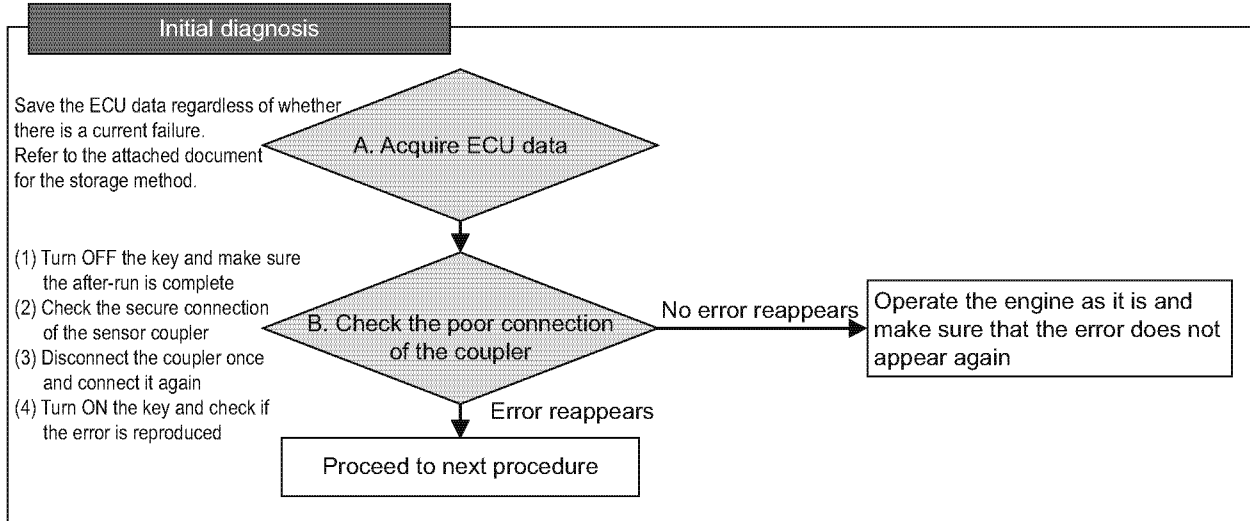 Initial diagnosis
Save the ECU data regardless of whether
there is a current failure.
Refer to the attached document
for the storage method.
A. Acquire ECU data
(1) Turn OFF the key and make sure
the after-run is complete
(2) Check the secure connection
of the sensor coupler
(3) Disconnect the coupler once
and connect it again
(4) Turn ON the key and check if
the error is reproduced
B. Check the poor connection
of the coupler
No error reappears
Operate the engine as it is and
make sure that the error does not
appear again
Error reappears
Proceed to next procedure